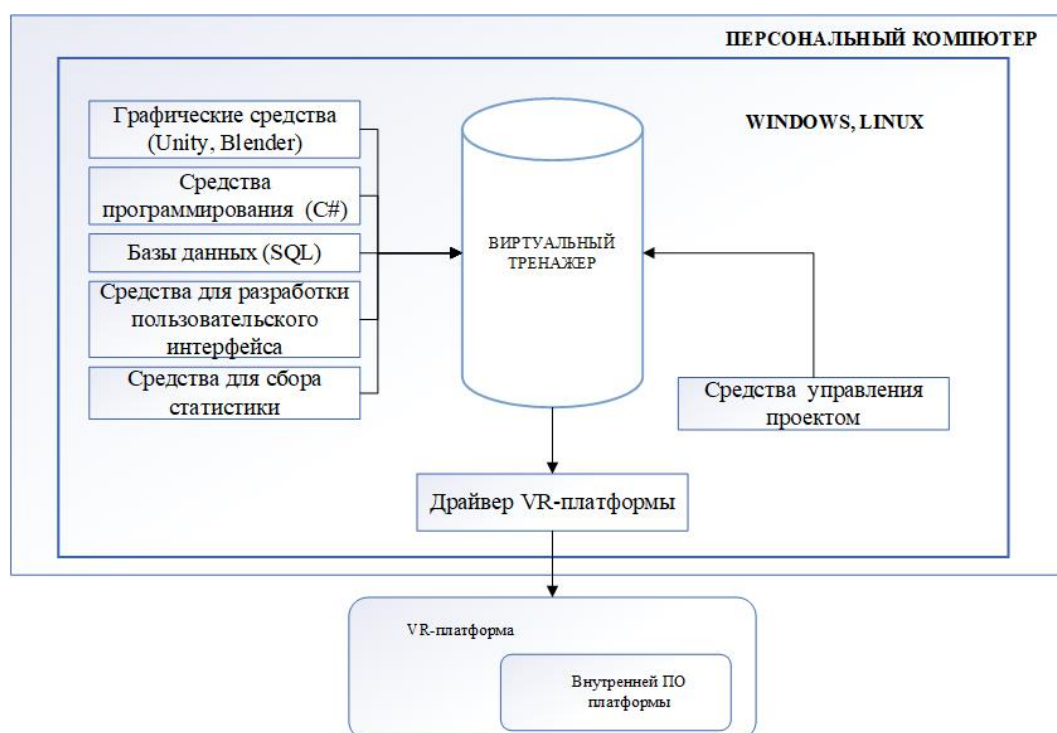 ПЕРСОНАЛЬНЫЙ КОМПЮТЕР
WINDOWS, LINUX
Графические средства
(Unity, Blender)
Средства
программирования (C#)
Базы данных (SQL)
Средства для разработки
пользовательского
интерфейса
Средства для сбора
статистики
ВИРТУАЛЬНЫЙ
ТРЕНАЖЕР
Средства управления
проектом
Драйвер VR-платформы
VR-платформа
Внутренней ПО
платформы